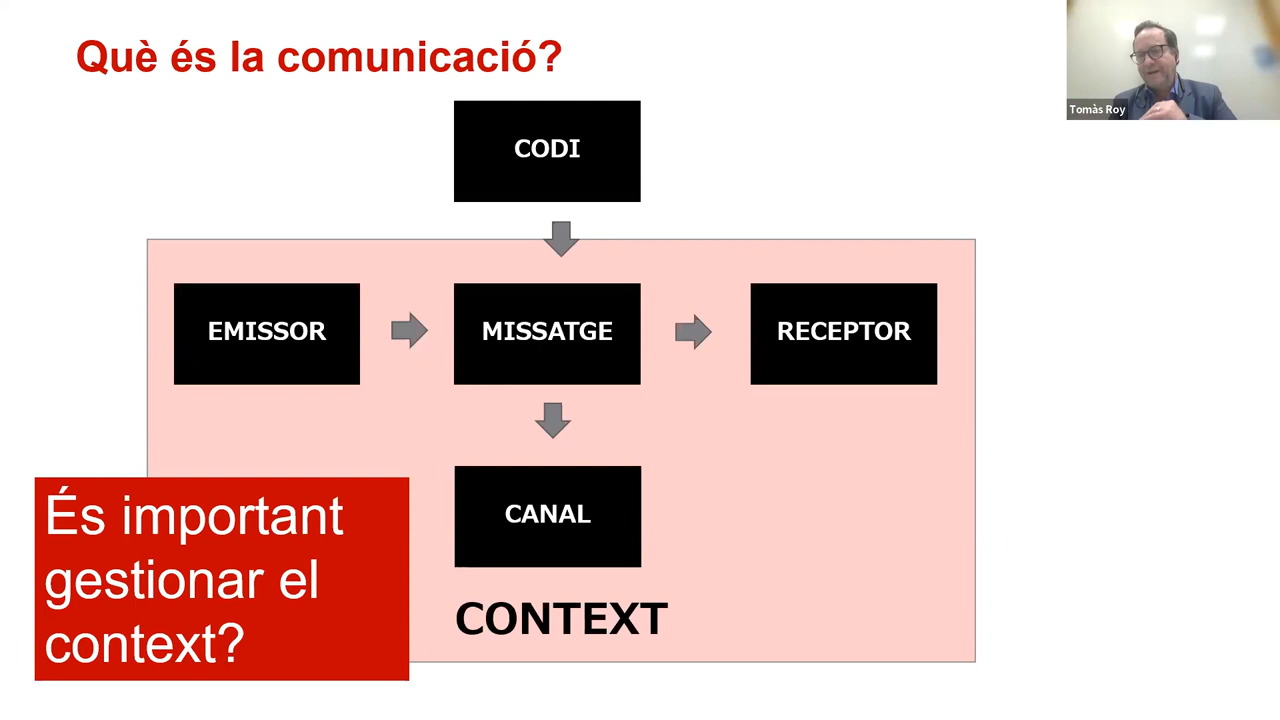 Què és la comunicació?
Tomàs Roy
CODI
EMISSOR
MISSATGE
RECEPTOR
CANAL
CONTEXT
És important
gestionar el
context?